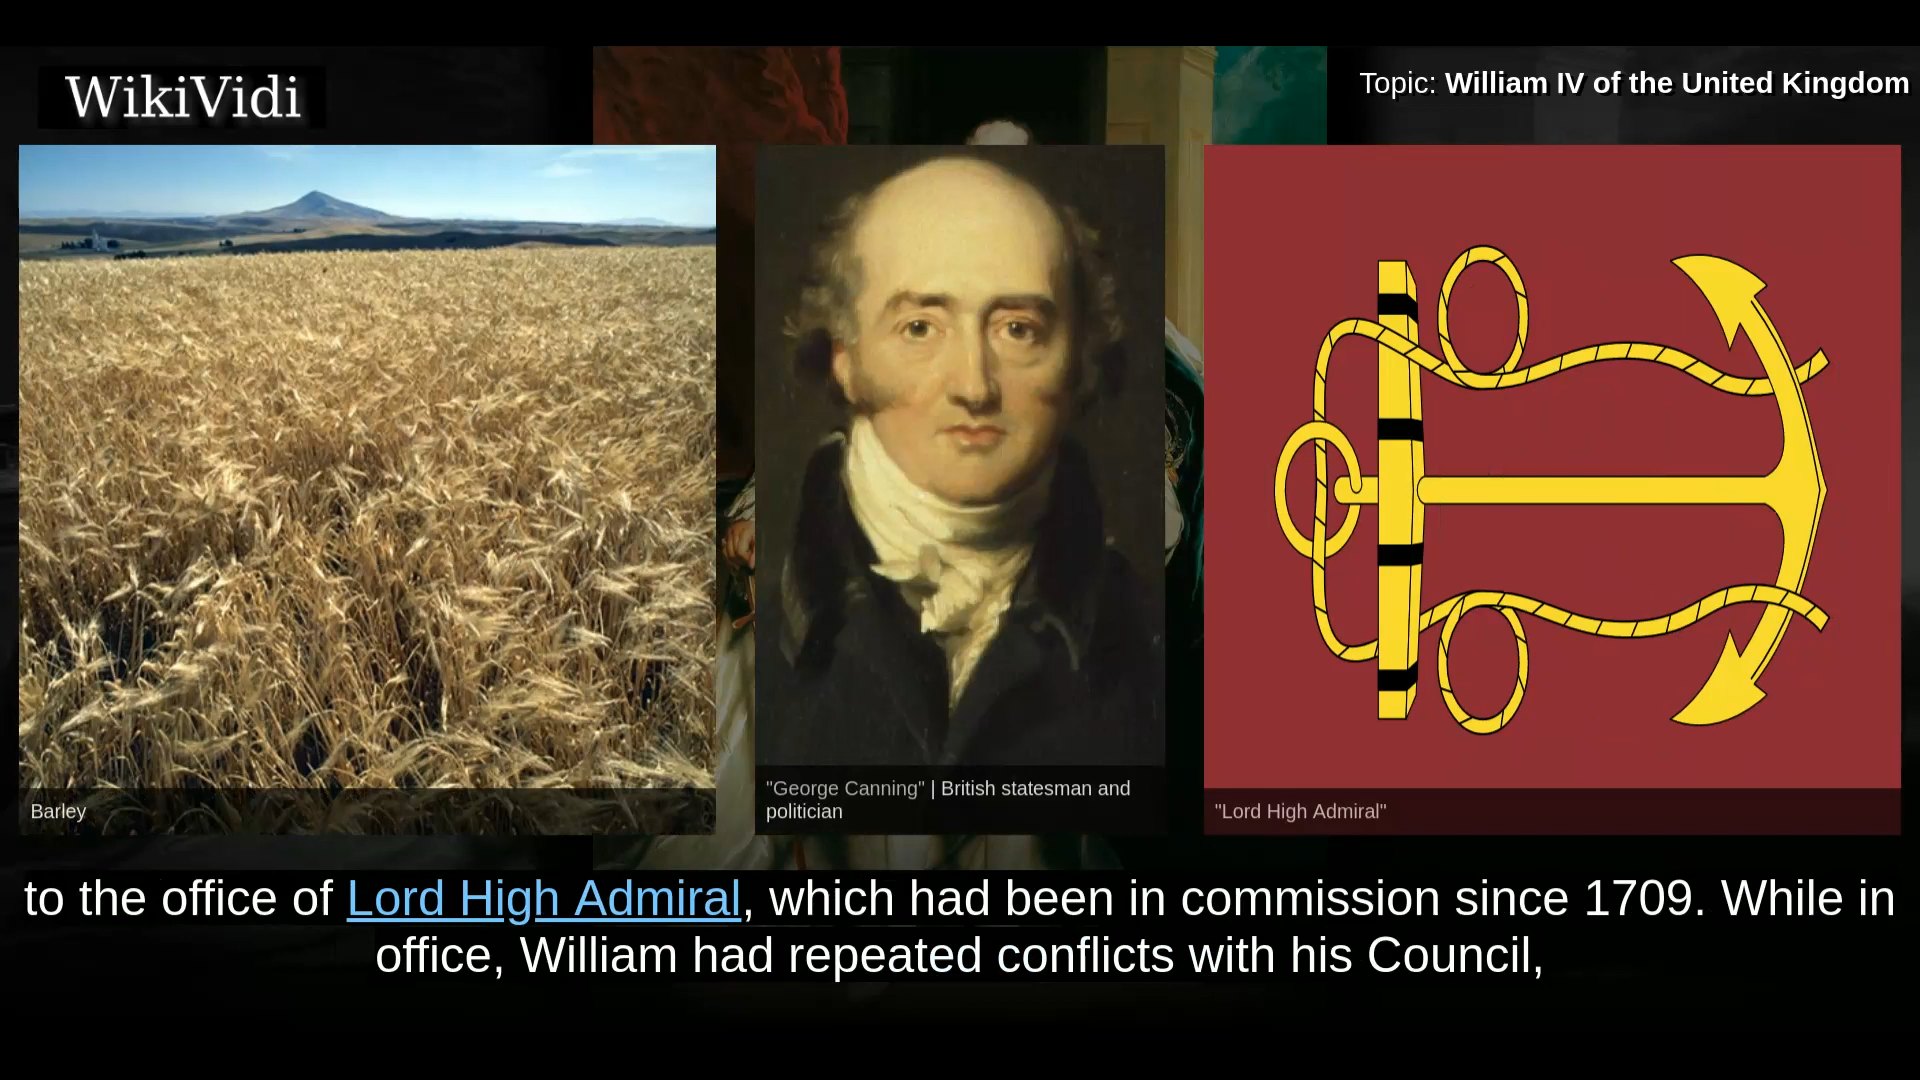 WikiVidi
Topic: William IV of the United Kingdom
Barley
"George Canning" | British statesman and
politician
"Lord High Admiral"
to the office of Lord High Admiral, which had been in commission since 1709. While in
office, William had repeated conflicts with his Council,